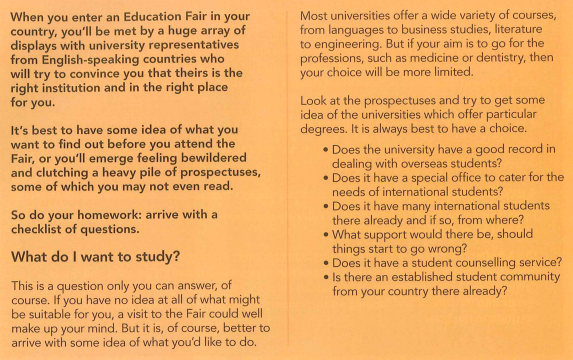 When you enter an Education Fair in your
country, you'll be met by a huge array of
displays with university representatives
from English-speaking countries who
will try to convince you that theirs is the
right institution and in the right place
for you.
It's best to have some idea of what you
want to find out before you attend the
Fair, or you'll emerge feeling bewildered
and clutching a heavy pile of prospectuses,
some of which you may not even read.
So do your homework: arrive with a
checklist of questions.
What do I want to study?
This is a question only you can answer, of
course. If you have no idea at all of what might
be suitable for you, a visit to the Fair could well
make up your mind. But it is, of course, better to
arrive with some idea of what you'd like to do.
Most universities offer a wide variety of courses,
from languages to business studies, literature
to engineering. But if your aim is to go for the
professions, such as medicine or dentistry, then
your choice will be more limited.
Look at the prospectuses and try to get some
idea of the universities which offer particular
degrees. It is always best to have a choice.
• Does the university have a good record in
dealing with overseas students?
• Does it have a special office to cater for the
needs of international students?
• Does it have many international students
there already and if so, from where?
• What support would there be, should
things start to go wrong?
• Does it have a student counselling service?
• Is there an established student community
from your country there already?